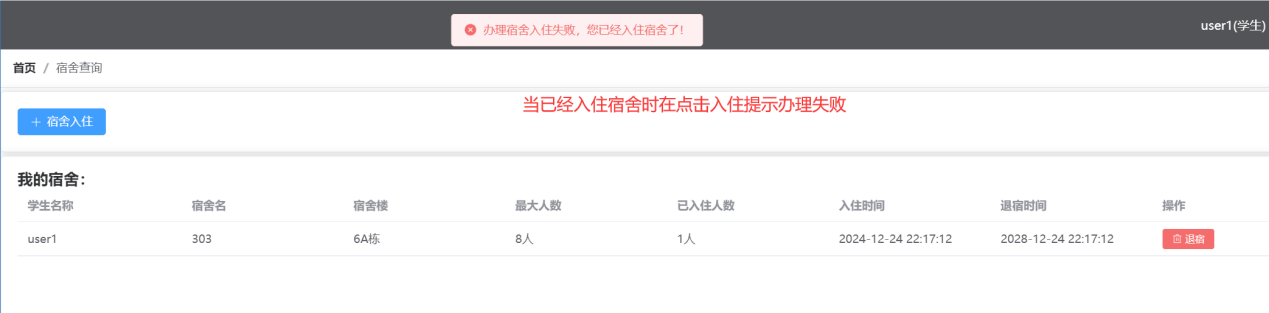 办理宿舍入住失败，您已经入住宿舍了！
user1(学生)
首页 / 宿舍查询
当已经入住宿舍时在点击入住提示办理失败
+ 宿舍入住
我的宿舍：
学生名称 宿舍名 宿舍楼 最大人数 已入住人数 入住时间 退宿时间 操作
user1 303 6A栋 8人 1人 2024-12-24 22:17:12 2028-12-24 22:17:12 退宿